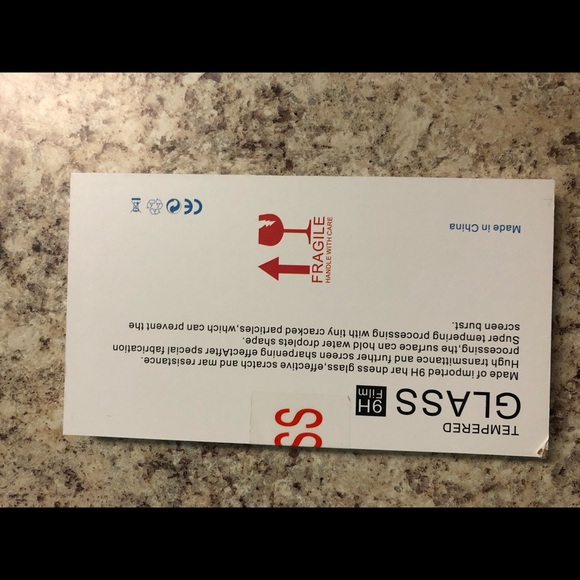 TEMPERED
GLASS 9H Film
Made of imported 9H har dness glass,effective scratch and mar resistance.
Hugh transmittance and further screen sharpening effectAfter special fabrication
processing,the surface can hold water droplets shape.
Super tempering processing with tiny cracked particles,which can prevent the
screen burst.
FRAGILE
HANDLE WITH CARE
Made in China
CE
SS